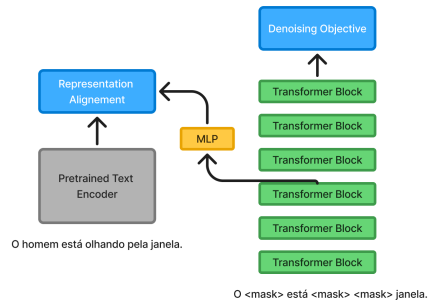 Denoising Objective
Representation
Alignement
Transformer Block
Transformer Block
MLP
Transformer Block
Pretrained Text
Encoder
Transformer Block
Transformer Block
O homem está olhando pela janela.
Transformer Block
O <mask> está <mask> <mask> janela.